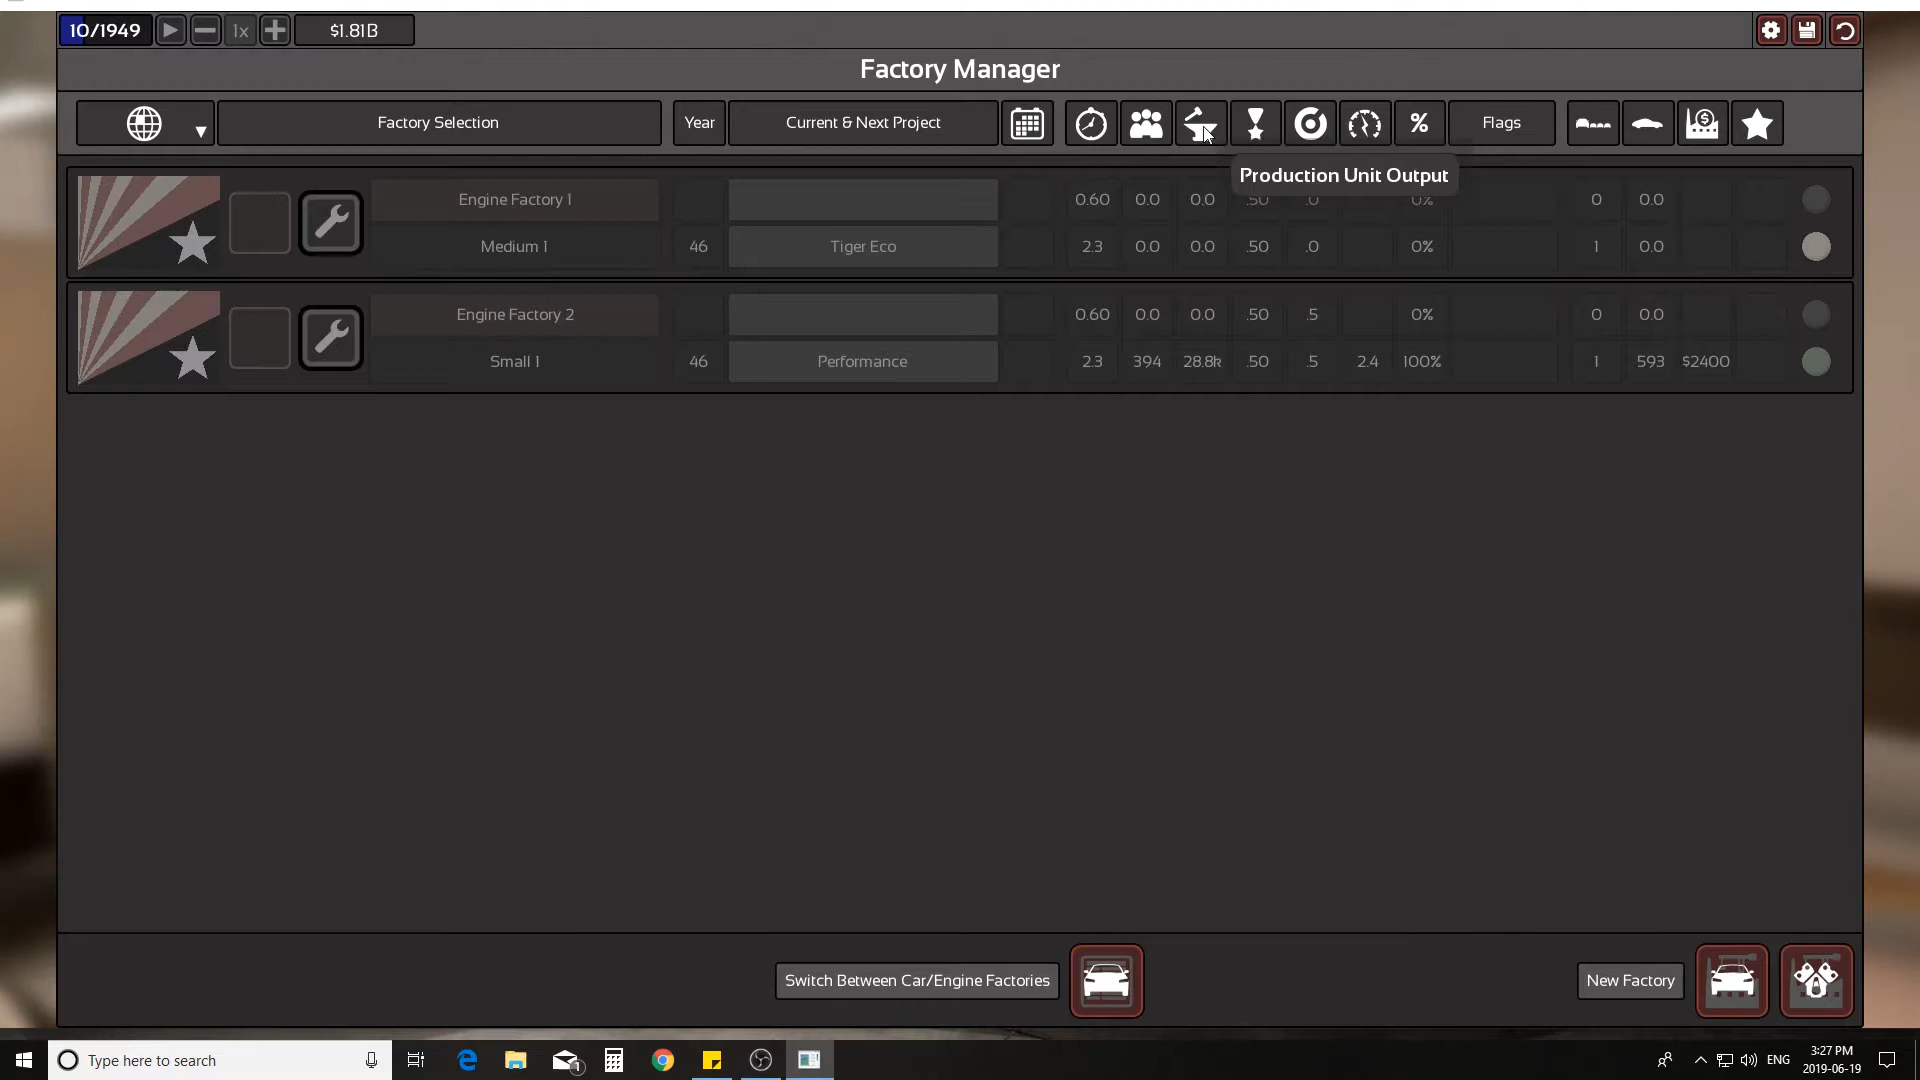 10/1949 1x $1.81B
Factory Manager
Factory Selection Year Current & Next Project % Flags
Production Unit Output
Engine Factory 1 0.60 0.0 0.0 .50 .0 0% 0 0.0
Medium 1 46 Tiger Eco 2.3 0.0 0.0 .50 .0 0% 1 0.0
Engine Factory 2 0.60 0.0 0.0 .50 .5 0% 0 0.0
Small 1 46 Performance 2.3 394 28.8k .50 .5 2.4 100% 1 593 $2400
Switch Between Car/Engine Factories New Factory
Type here to search ENG 3:27 PM
2019-06-19